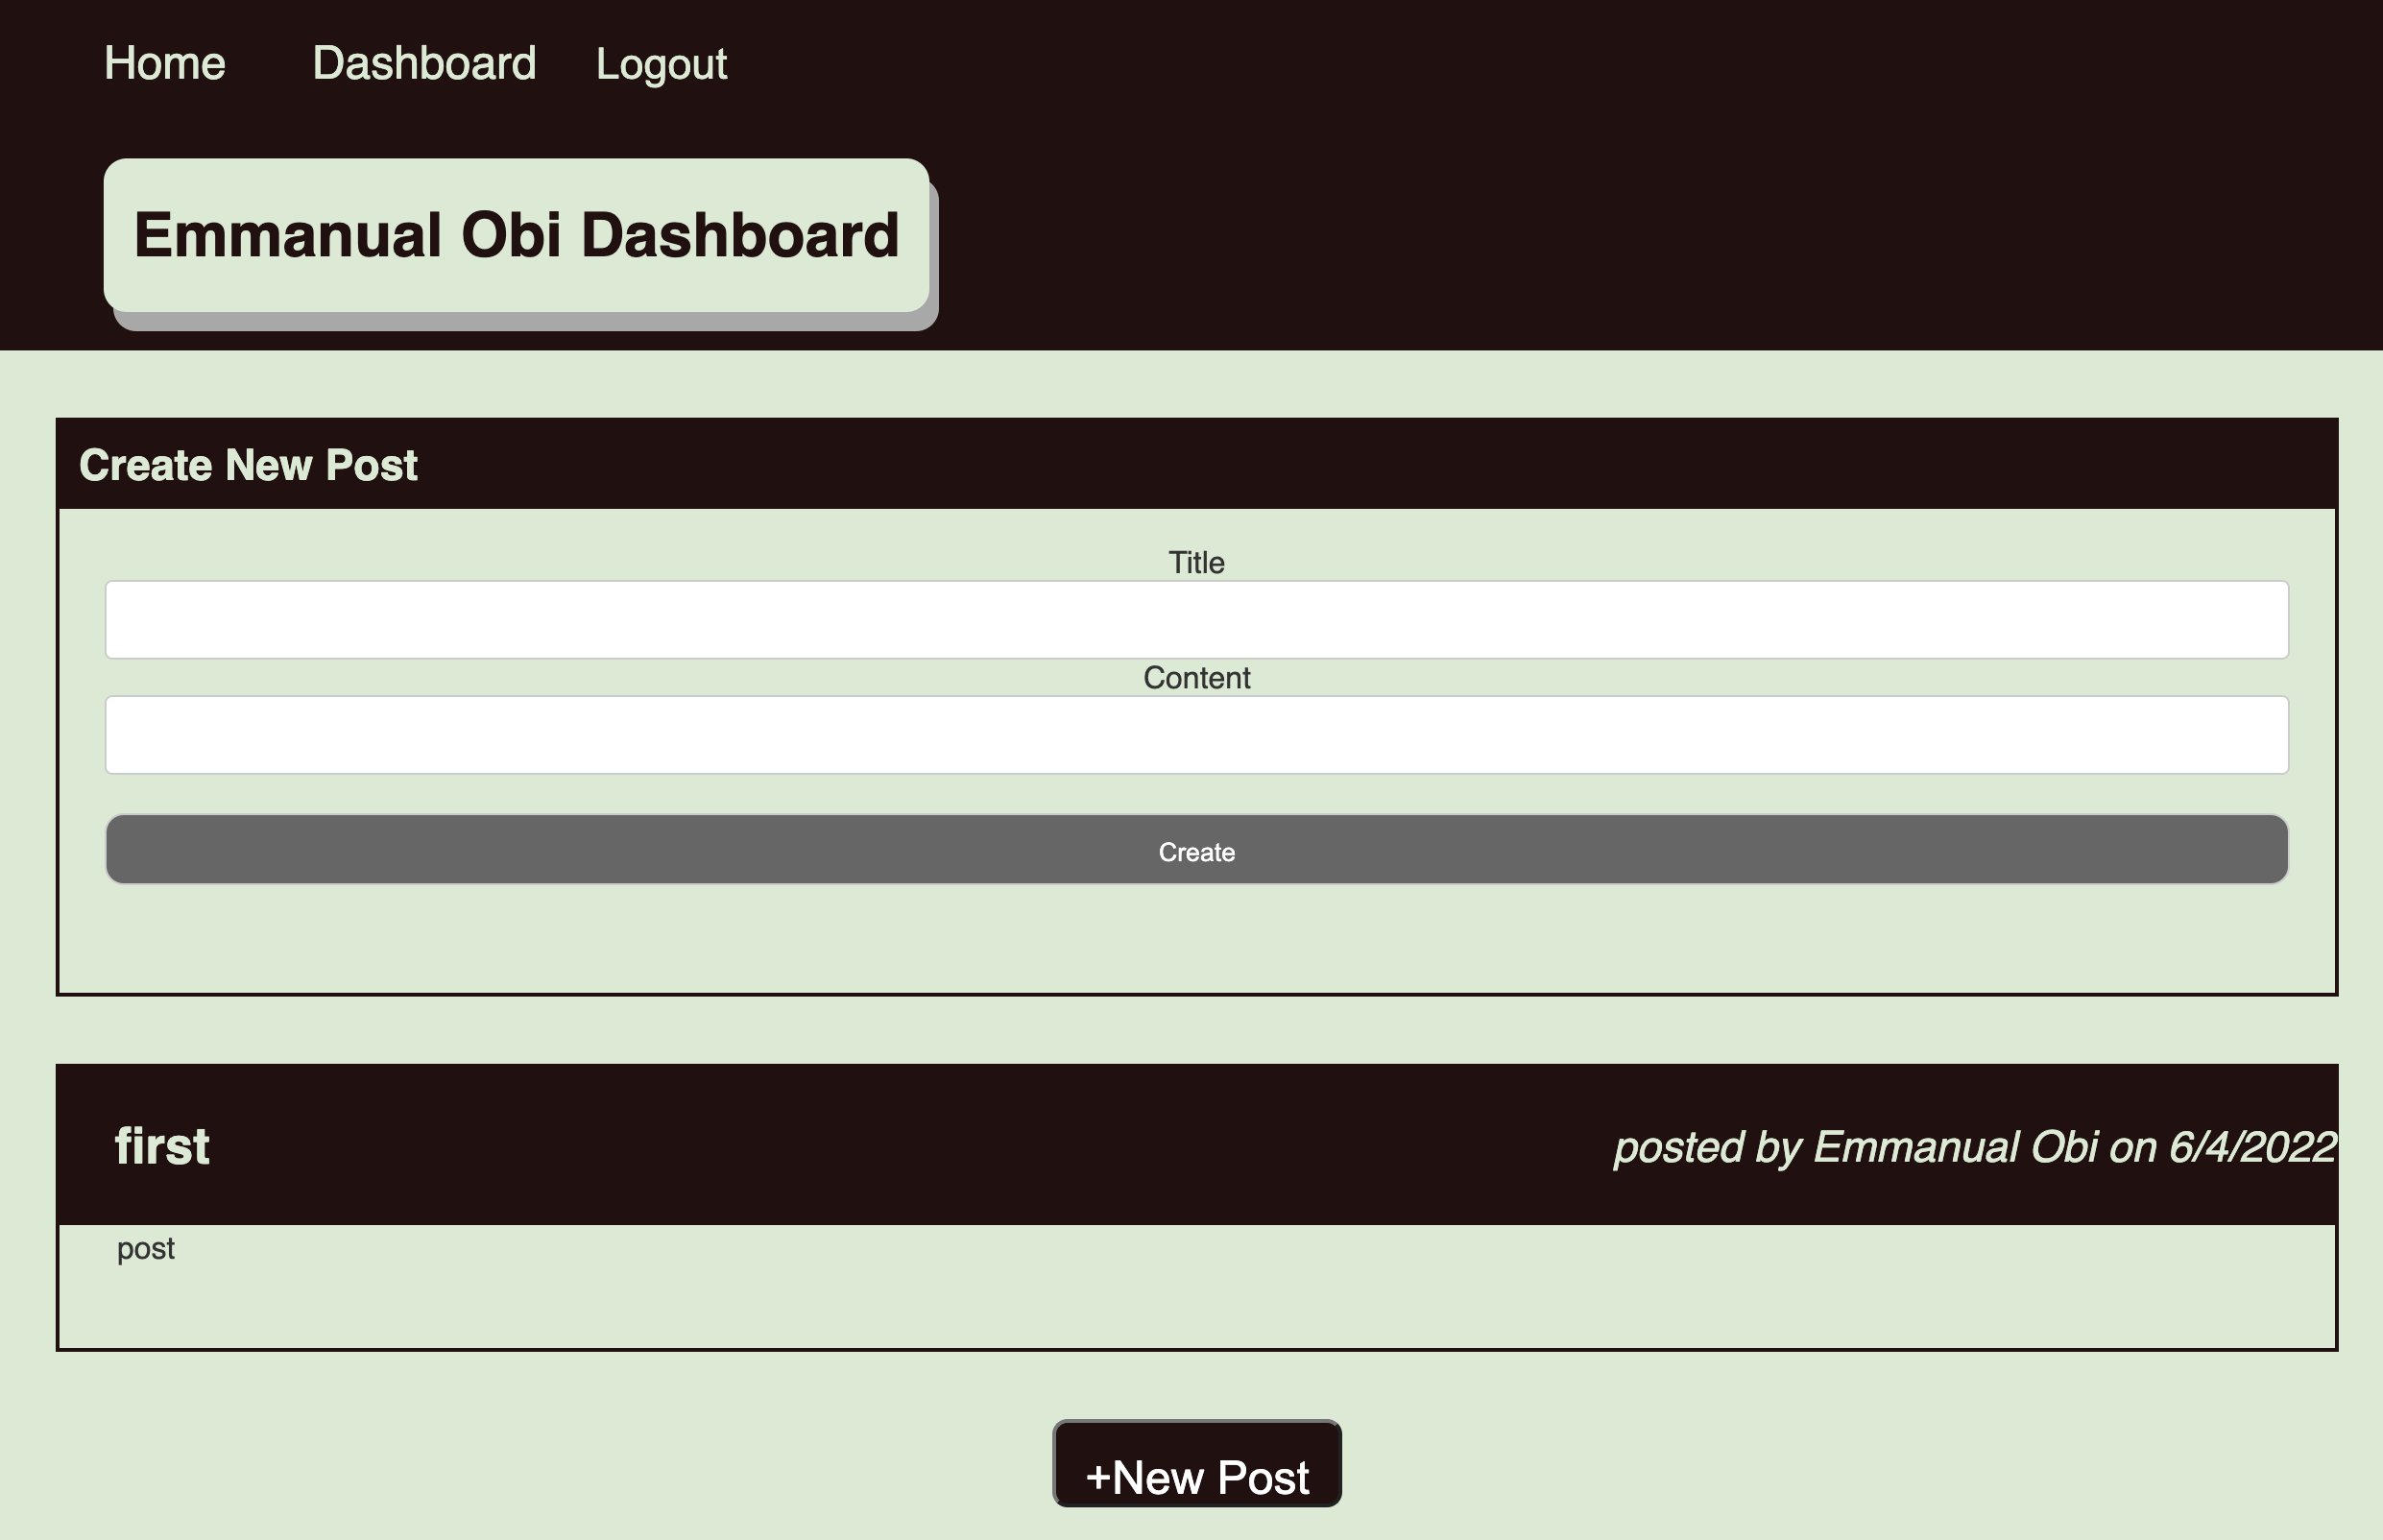 Home Dashboard Logout
Emmanual Obi Dashboard
Create New Post
Title
Content
Create
first posted by Emmanual Obi on 6/4/2022
post
+New Post